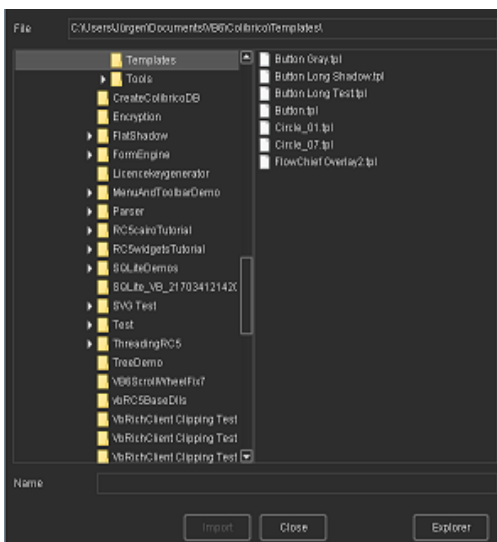 File C:\Users\Jürgen\Documents\VB6\Colibrico\Templates\
Templates
Tools
CreateColibricoDB
Encryption
FlatShadow
FormEngine
Licencekeygenerator
MenuAndToolbarDemo
Parser
RC5cairoTutorial
RC5widgetsTutorial
SQLiteDemos
SQLite_VB_21703412142(
SVG Test
Test
ThreadingRC5
TreeDemo
VB6ScrollWheelFix7
vbRC5BaseDlls
VbRichClient Clipping Test
VbRichClient Clipping Test
VbRichClient Clipping Test
Button Gray.tpl
Button Long Shadow.tpl
Button Long Test.tpl
Button.tpl
Circle_01.tpl
Circle_07.tpl
FlowChief Overlay2.tpl
Name
Import Close Explorer